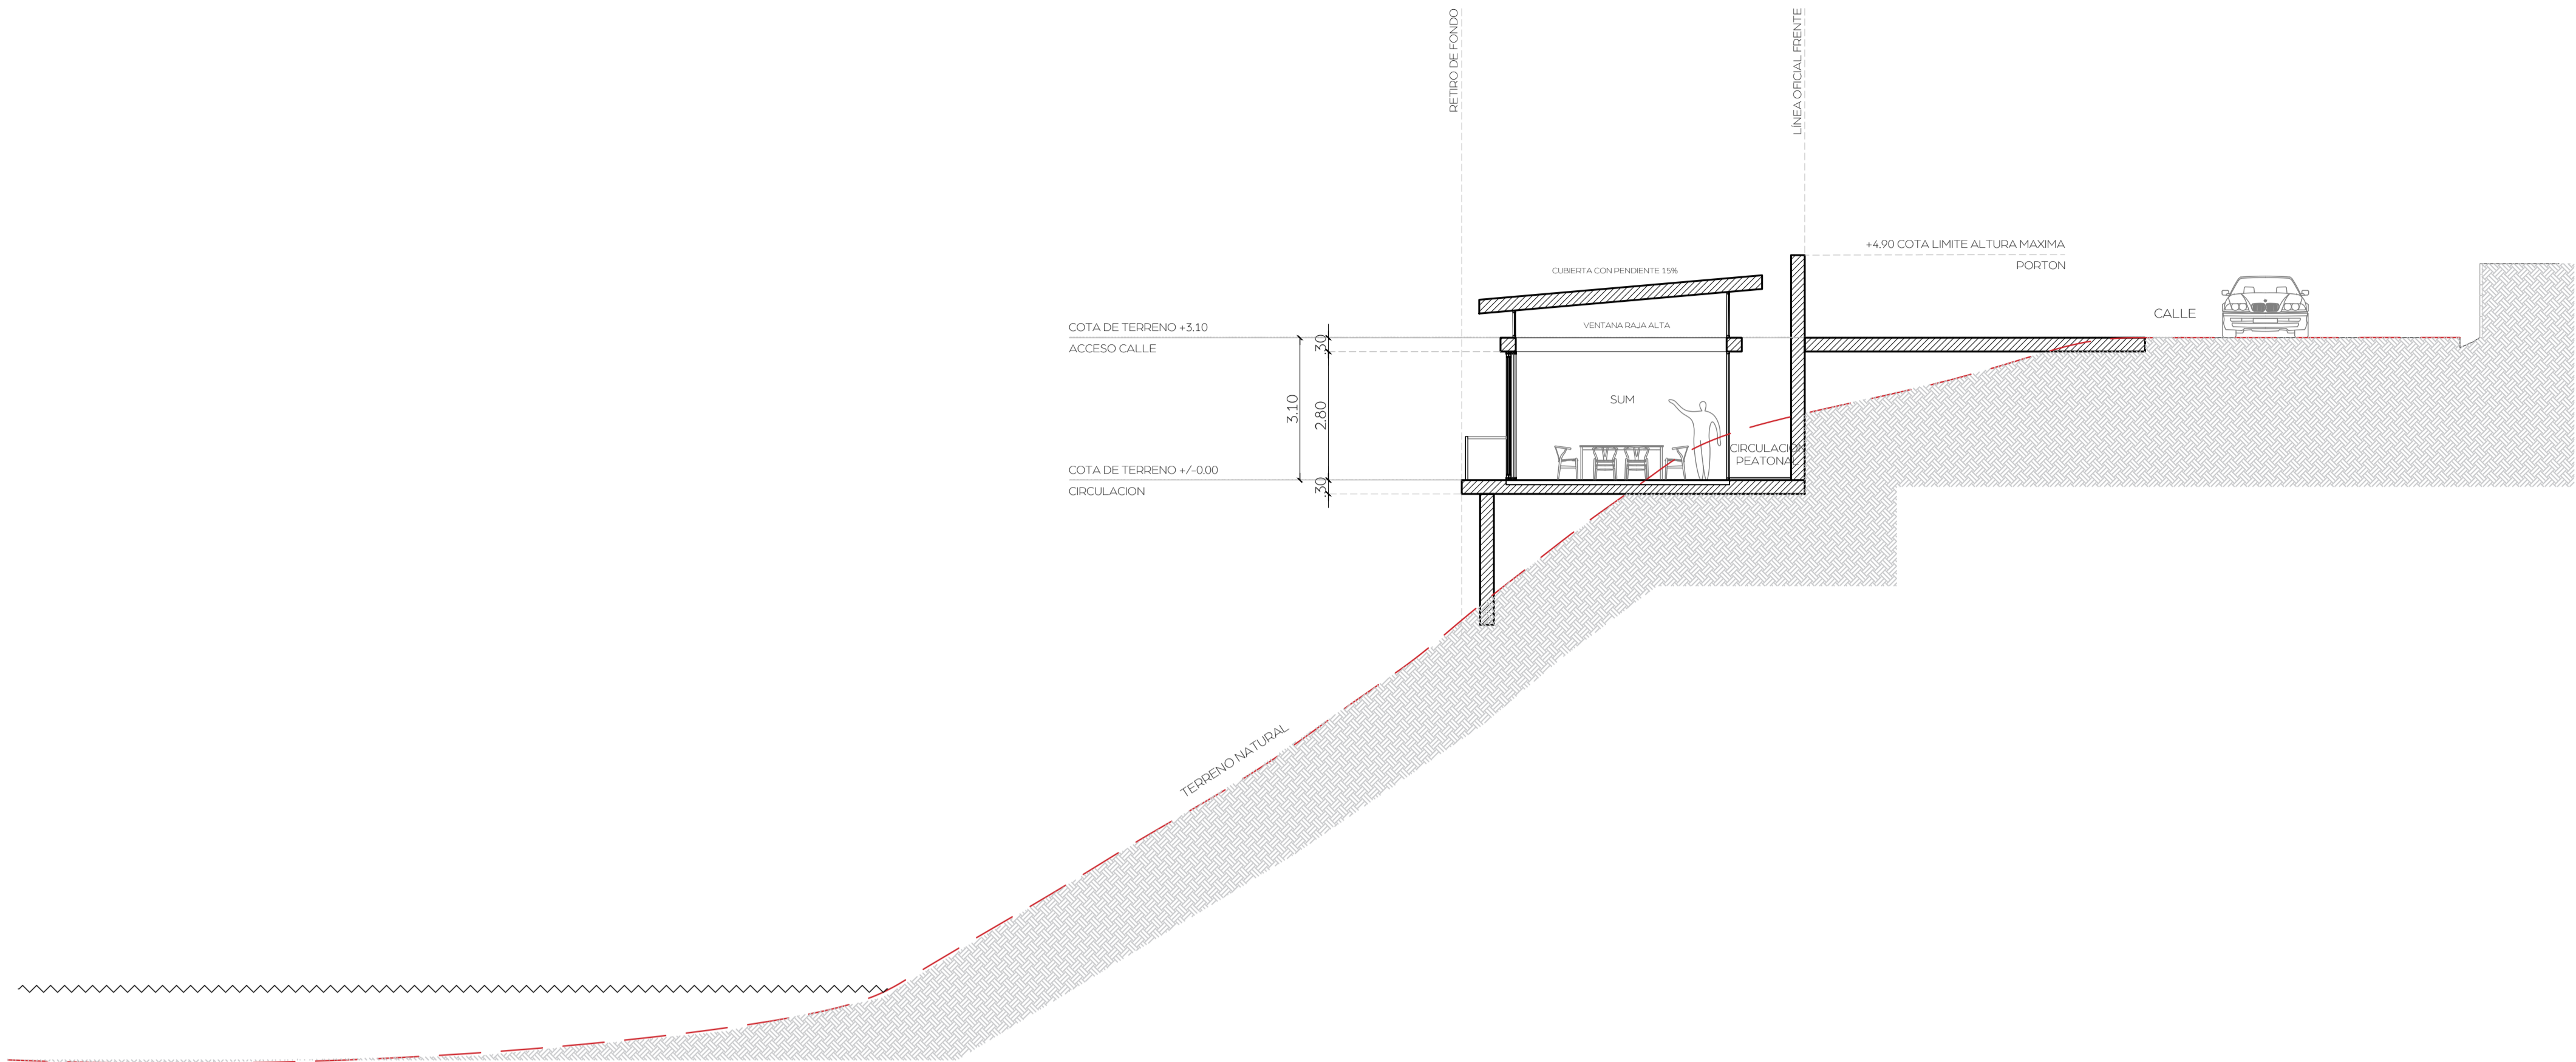 RETIRO DE FONDO
LÍNEA OFICIAL FRENTE
+4.90 COTA LIMITE ALTURA MAXIMA
PORTON
CUBIERTA CON PENDIENTE 15%
CALLE
COTA DE TERRENO +3.10
ACCESO CALLE
VENTANA RAJA ALTA
.30
3.10
2.80
SUM
CIRCULACION
PEATONAL
COTA DE TERRENO +/-0.00
CIRCULACION
.30
TERRENO NATURAL